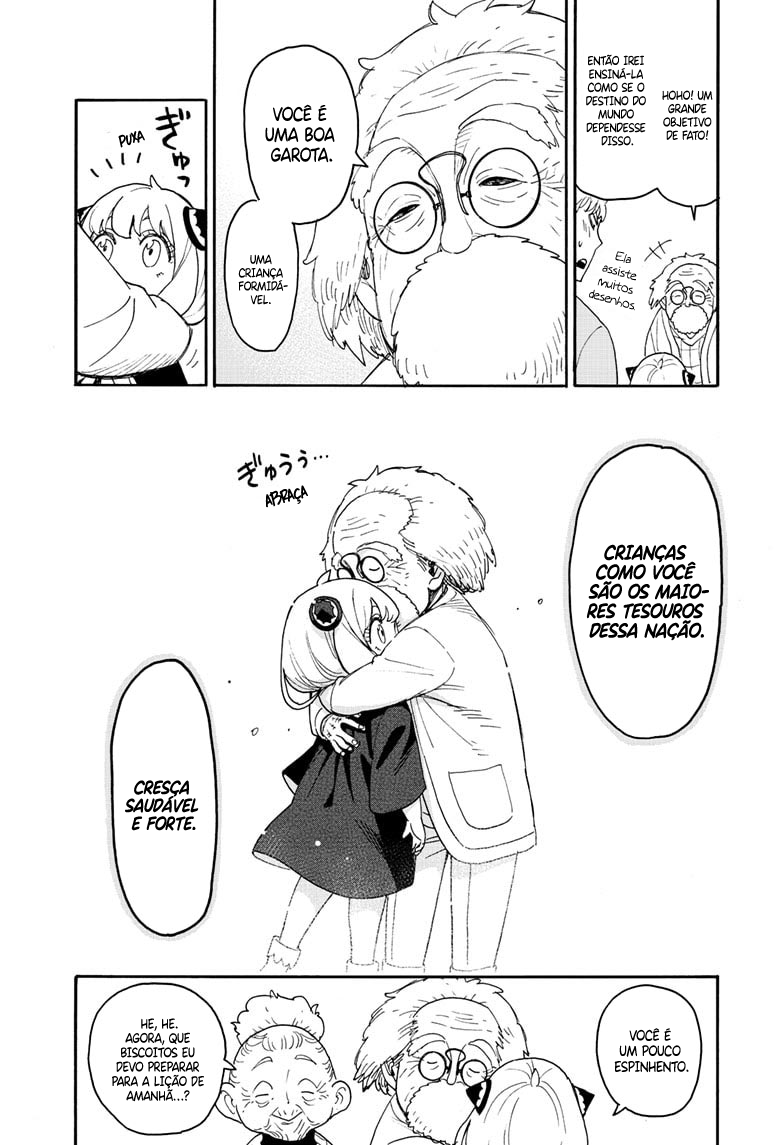 HOHO! UM
GRANDE
OBJETIVO
DE FATO!
ENTÃO IREI
ENSINÁ-LA
COMO SE O
DESTINO DO
MUNDO
DEPENDESSE
DISSO.
Ela
assiste
muitos
desenhos.
VOCÊ É
UMA BOA
GAROTA.
UMA
CRIANÇA
FORMIDÁ-
VEL.
ぎゅっ
PUXA
ぎゅうぅ…
ABRAÇA
CRIANÇAS
COMO VOCÊ
SÃO OS MAIO-
RES TESOUROS
DESSA NAÇÃO.
CRESÇA
SAUDÁVEL
E FORTE.
VOCÊ É
UM POUCO
ESPINHENTO.
HE, HE.
AGORA, QUE
BISCOITOS EU
DEVO PREPARAR
PARA A LIÇÃO DE
AMANHÃ...?